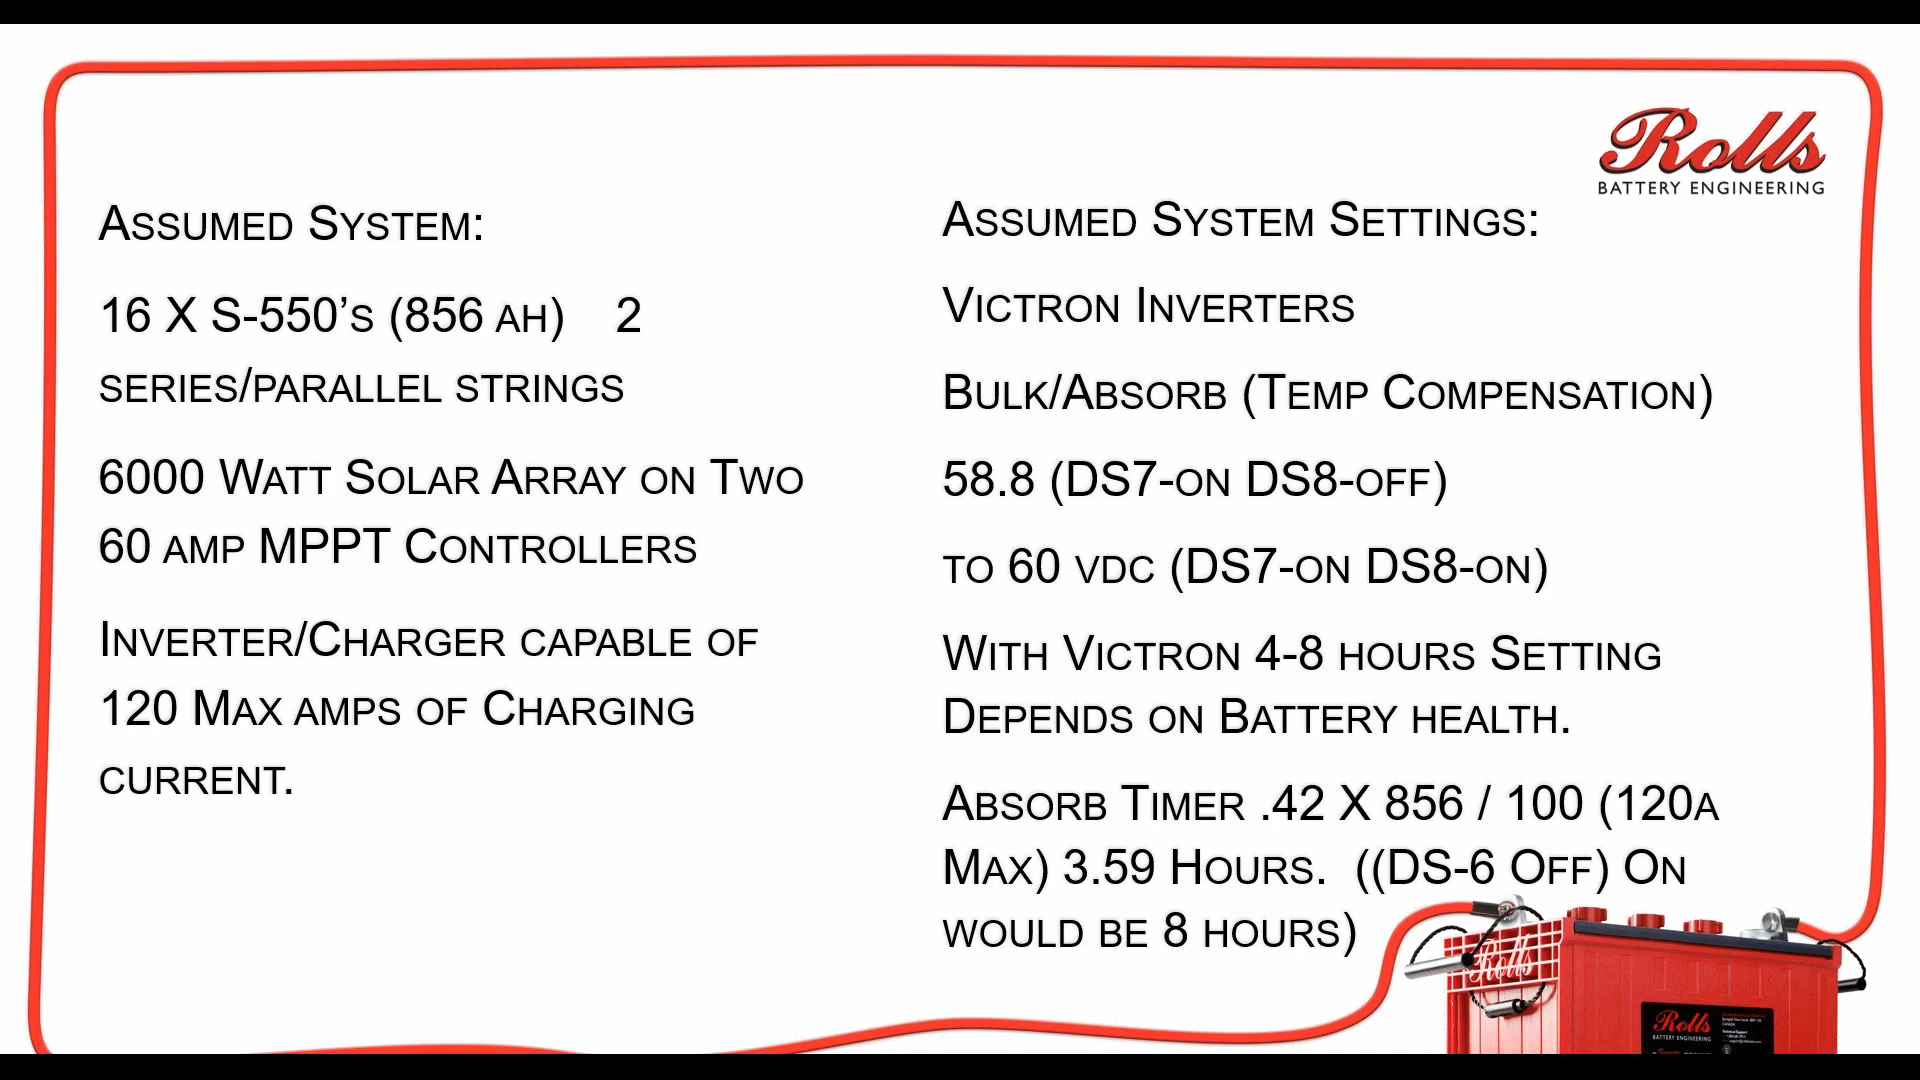 Rolls
BATTERY ENGINEERING
ASSUMED SYSTEM:
16 X S-550'S (856 AH) 2
SERIES/PARALLEL STRINGS
6000 WATT SOLAR ARRAY ON TWO
60 AMP MPPT CONTROLLERS
INVERTER/CHARGER CAPABLE OF
120 MAX AMPS OF CHARGING
CURRENT.
ASSUMED SYSTEM SETTINGS:
VICTRON INVERTERS
BULK/ABSORB (TEMP COMPENSATION)
58.8 (DS7-ON DS8-OFF)
TO 60 VDC (DS7-ON DS8-ON)
WITH VICTRON 4-8 HOURS SETTING
DEPENDS ON BATTERY HEALTH.
ABSORB TIMER .42 X 856 / 100 (120A
MAX) 3.59 HOURS. ((DS-6 OFF) ON
WOULD BE 8 HOURS)
Rolls
Rolls
BATTERY ENGINEERING